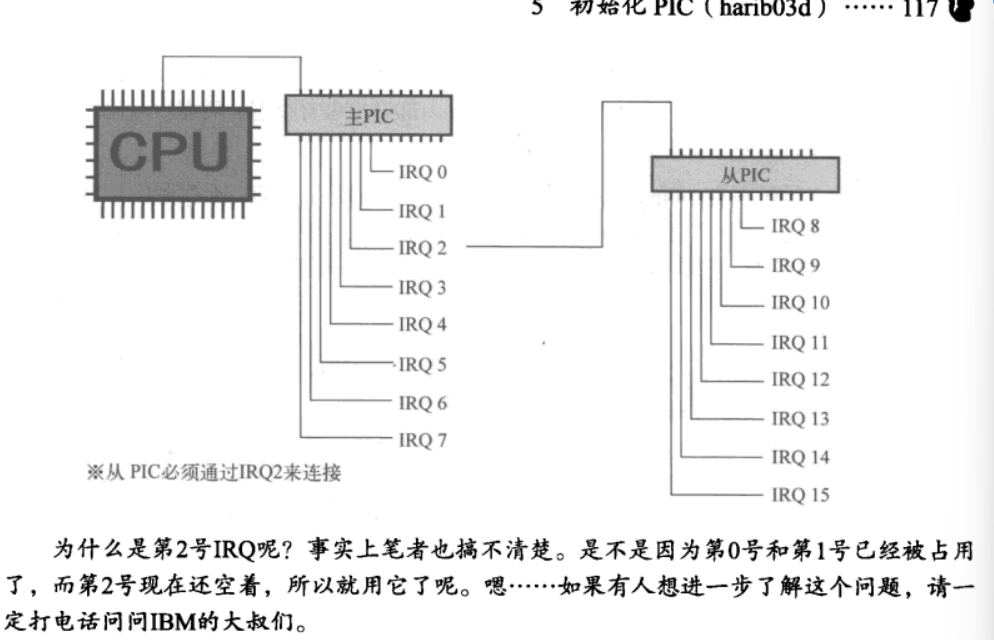 5 初始化 PIC（harib03d）…… 117
CPU
主PIC
IRQ 0
IRQ 1
IRQ 2
IRQ 3
IRQ 4
IRQ 5
IRQ 6
IRQ 7
从PIC
IRQ 8
IRQ 9
IRQ 10
IRQ 11
IRQ 12
IRQ 13
IRQ 14
IRQ 15
※从 PIC必须通过IRQ2来连接
为什么是第2号IRQ呢？事实上笔者也搞不清楚。是不是因为第0号和第1号已经被占用
了，而第2号现在还空着，所以就用它了呢。嗯……如果有人想进一步了解这个问题，请一
定打电话问问IBM的大叔们。